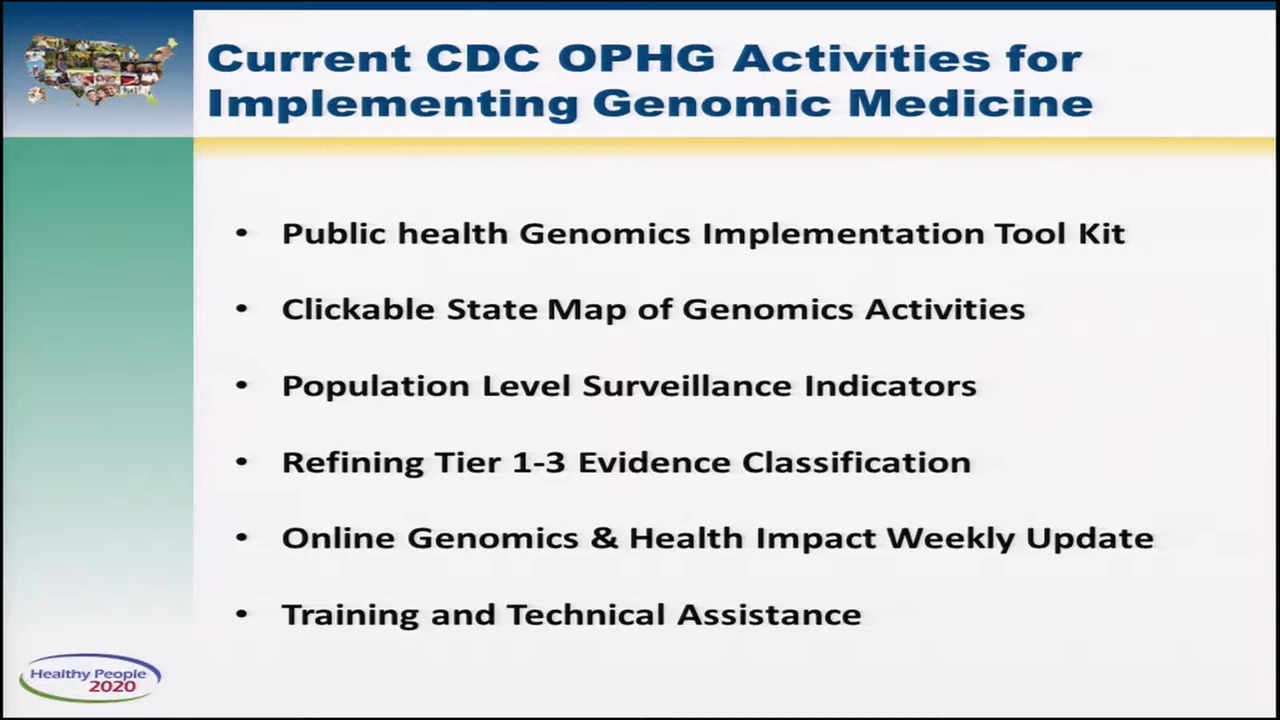 Current CDC OPHG Activities for
Implementing Genomic Medicine
• Public health Genomics Implementation Tool Kit
• Clickable State Map of Genomics Activities
• Population Level Surveillance Indicators
• Refining Tier 1-3 Evidence Classification
• Online Genomics & Health Impact Weekly Update
• Training and Technical Assistance
Healthy People
2020